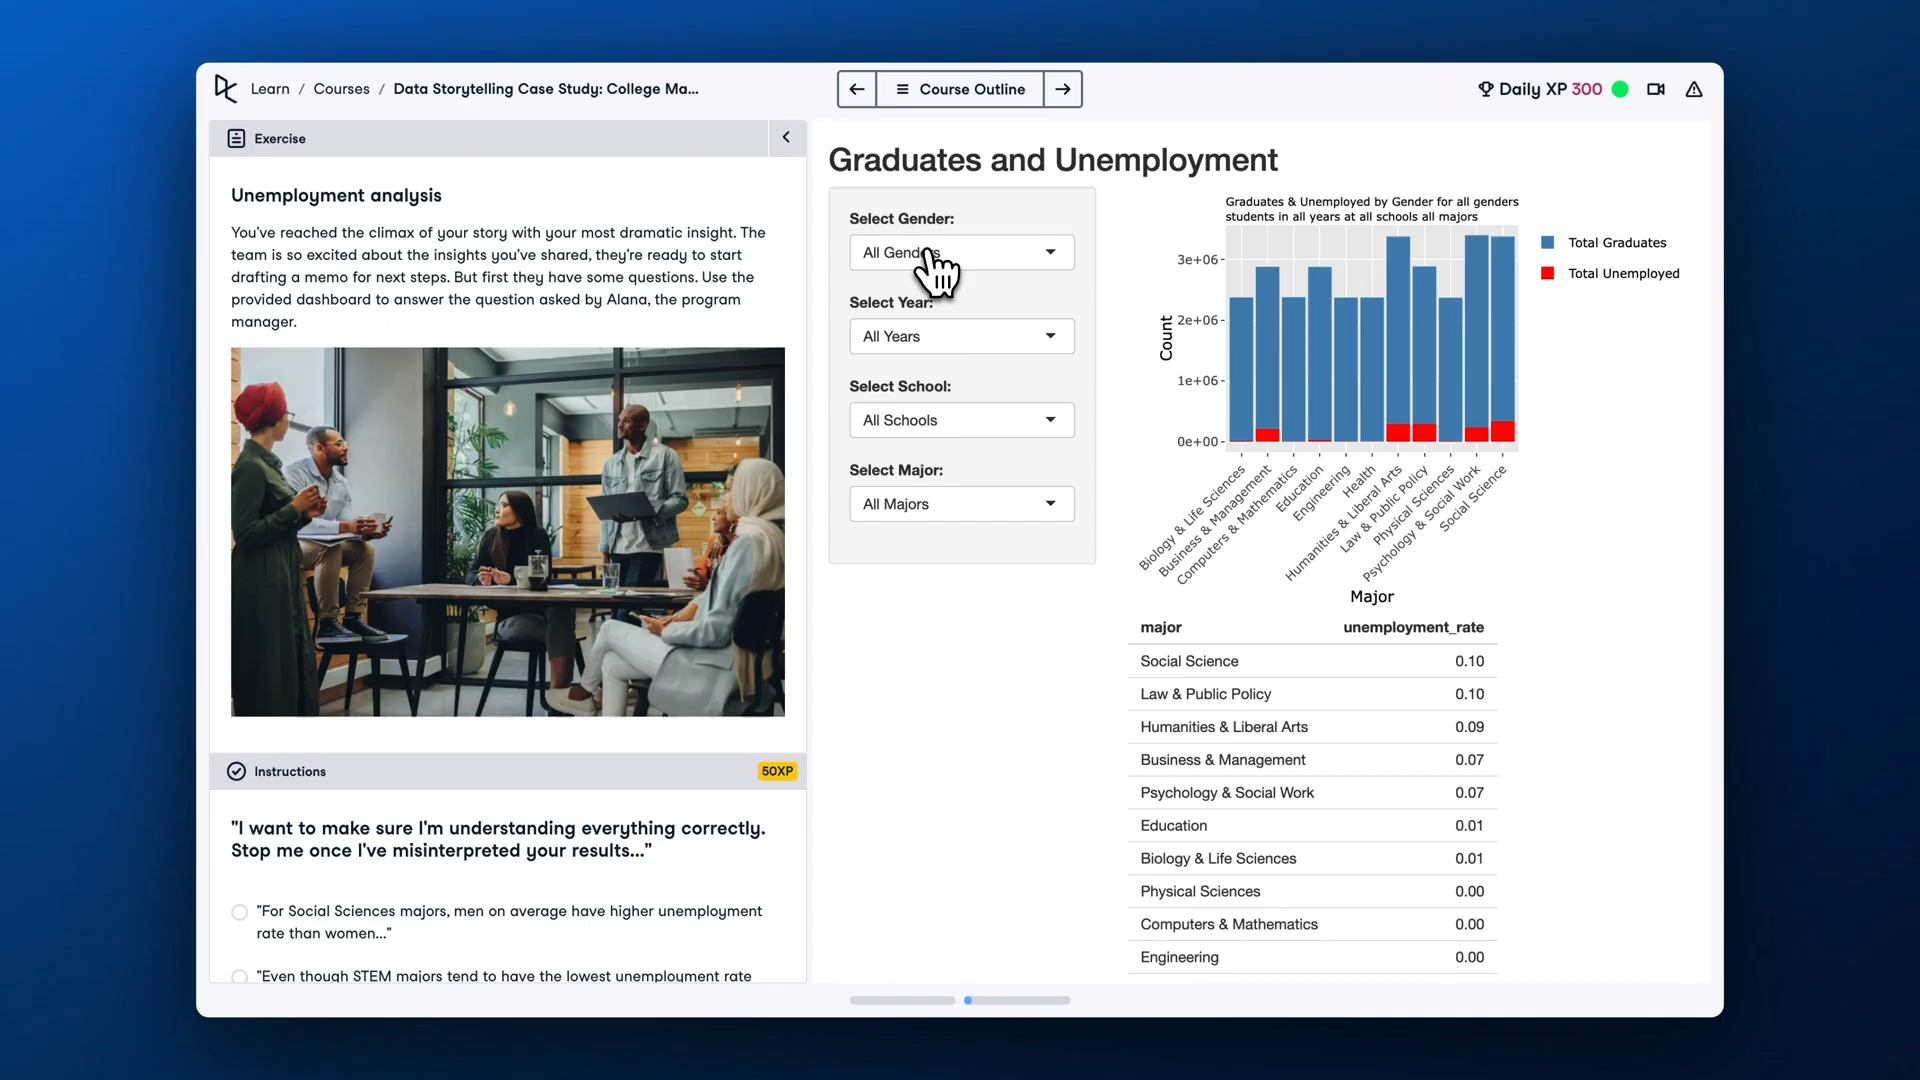 Learn / Courses / Data Storytelling Case Study: College Ma...
Course Outline
Daily XP 300
Exercise
Unemployment analysis
You've reached the climax of your story with your most dramatic insight. The
team is so excited about the insights you've shared, they're ready to start
drafting a memo for next steps. But first they have some questions. Use the
provided dashboard to answer the question asked by Alana, the program
manager.
Instructions
50XP
"I want to make sure I'm understanding everything correctly.
Stop me once I've misinterpreted your results..."
"For Social Sciences majors, men on average have higher unemployment
rate than women..."
"Even though STEM majors tend to have the lowest unemployment rate
Graduates and Unemployment
Select Gender:
All Genders
Select Year:
All Years
Select School:
All Schools
Select Major:
All Majors
Graduates & Unemployed by Gender for all genders
students in all years at all schools all majors
Total Graduates
Total Unemployed
Count
3e+06
2e+06
1e+06
0e+00
Biology & Life Sciences
Business & Management
Computers & Mathematics
Education
Engineering
Health
Humanities & Liberal Arts
Law & Public Policy
Physical Sciences
Psychology & Social Work
Social Science
Major
major unemployment_rate
Social Science 0.10
Law & Public Policy 0.10
Humanities & Liberal Arts 0.09
Business & Management 0.07
Psychology & Social Work 0.07
Education 0.01
Biology & Life Sciences 0.01
Physical Sciences 0.00
Computers & Mathematics 0.00
Engineering 0.00